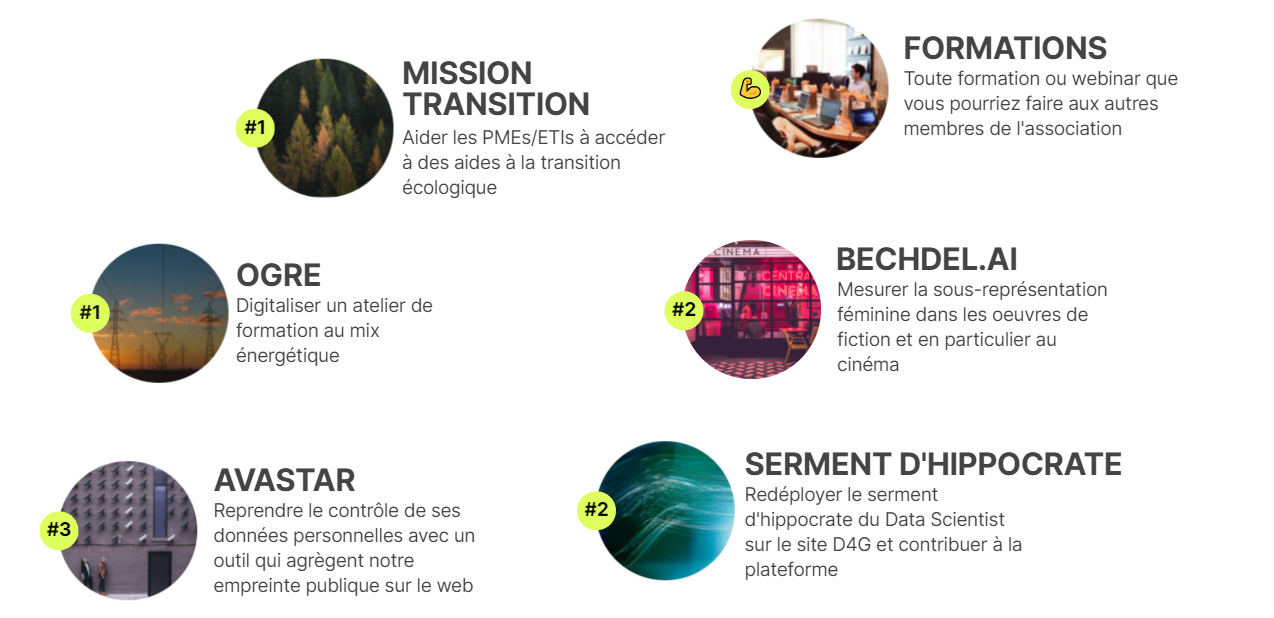 #1
MISSION
TRANSITION
Aider les PMEs/ETIs à accéder
à des aides à la transition
écologique
FORMATIONS
Toute formation ou webinar que
vous pourriez faire aux autres
membres de l'association
#1
OGRE
Digitaliser un atelier de
formation au mix
énergétique
CINEMA
CENTRA
CINEM
#2
BECHDEL.AI
Mesurer la sous-représentation
féminine dans les oeuvres de
fiction et en particulier au
cinéma
#3
AVASTAR
Reprendre le contrôle de ses
données personnelles avec un
outil qui agrègent notre
empreinte publique sur le web
#2
SERMENT D'HIPPOCRATE
Redéployer le serment
d'hippocrate du Data Scientist
sur le site D4G et contribuer à la
plateforme